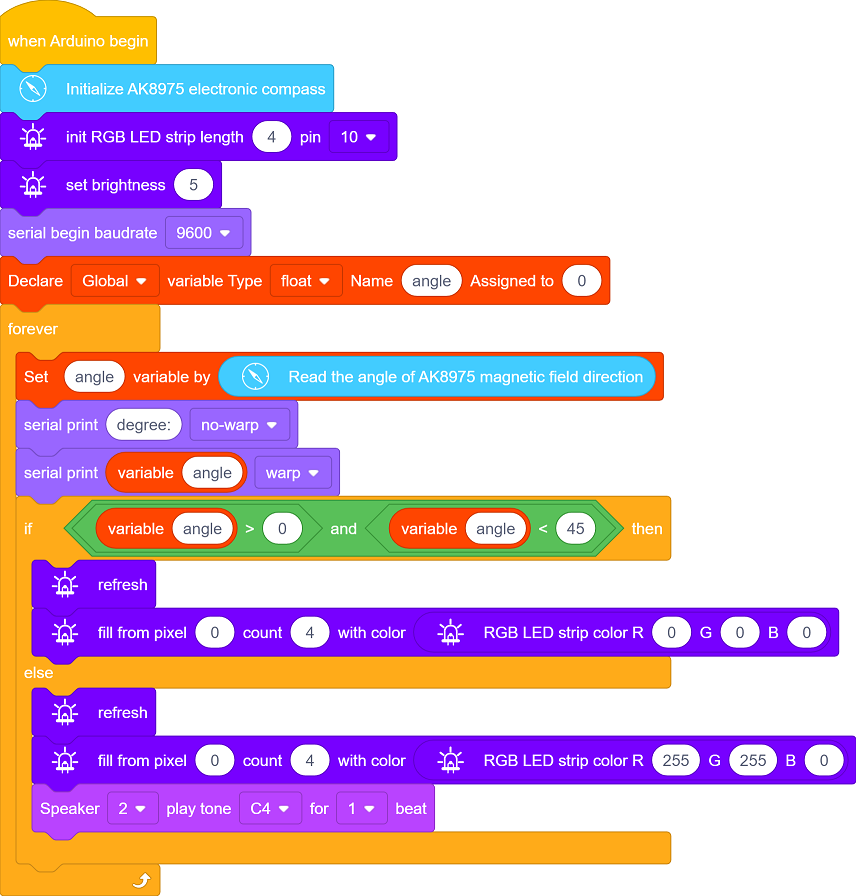 when Arduino begin
Initialize AK8975 electronic compass
init RGB LED strip length 4 pin 10
set brightness 5
serial begin baudrate 9600
Declare Global variable Type float Name angle Assigned to 0
forever
Set angle variable by Read the angle of AK8975 magnetic field direction
serial print degree: no-warp
serial print variable angle warp
if variable angle > 0 and variable angle < 45 then
refresh
fill from pixel 0 count 4 with color RGB LED strip color R 0 G 0 B 0
else
refresh
fill from pixel 0 count 4 with color RGB LED strip color R 255 G 255 B 0
Speaker 2 play tone C4 for 1 beat